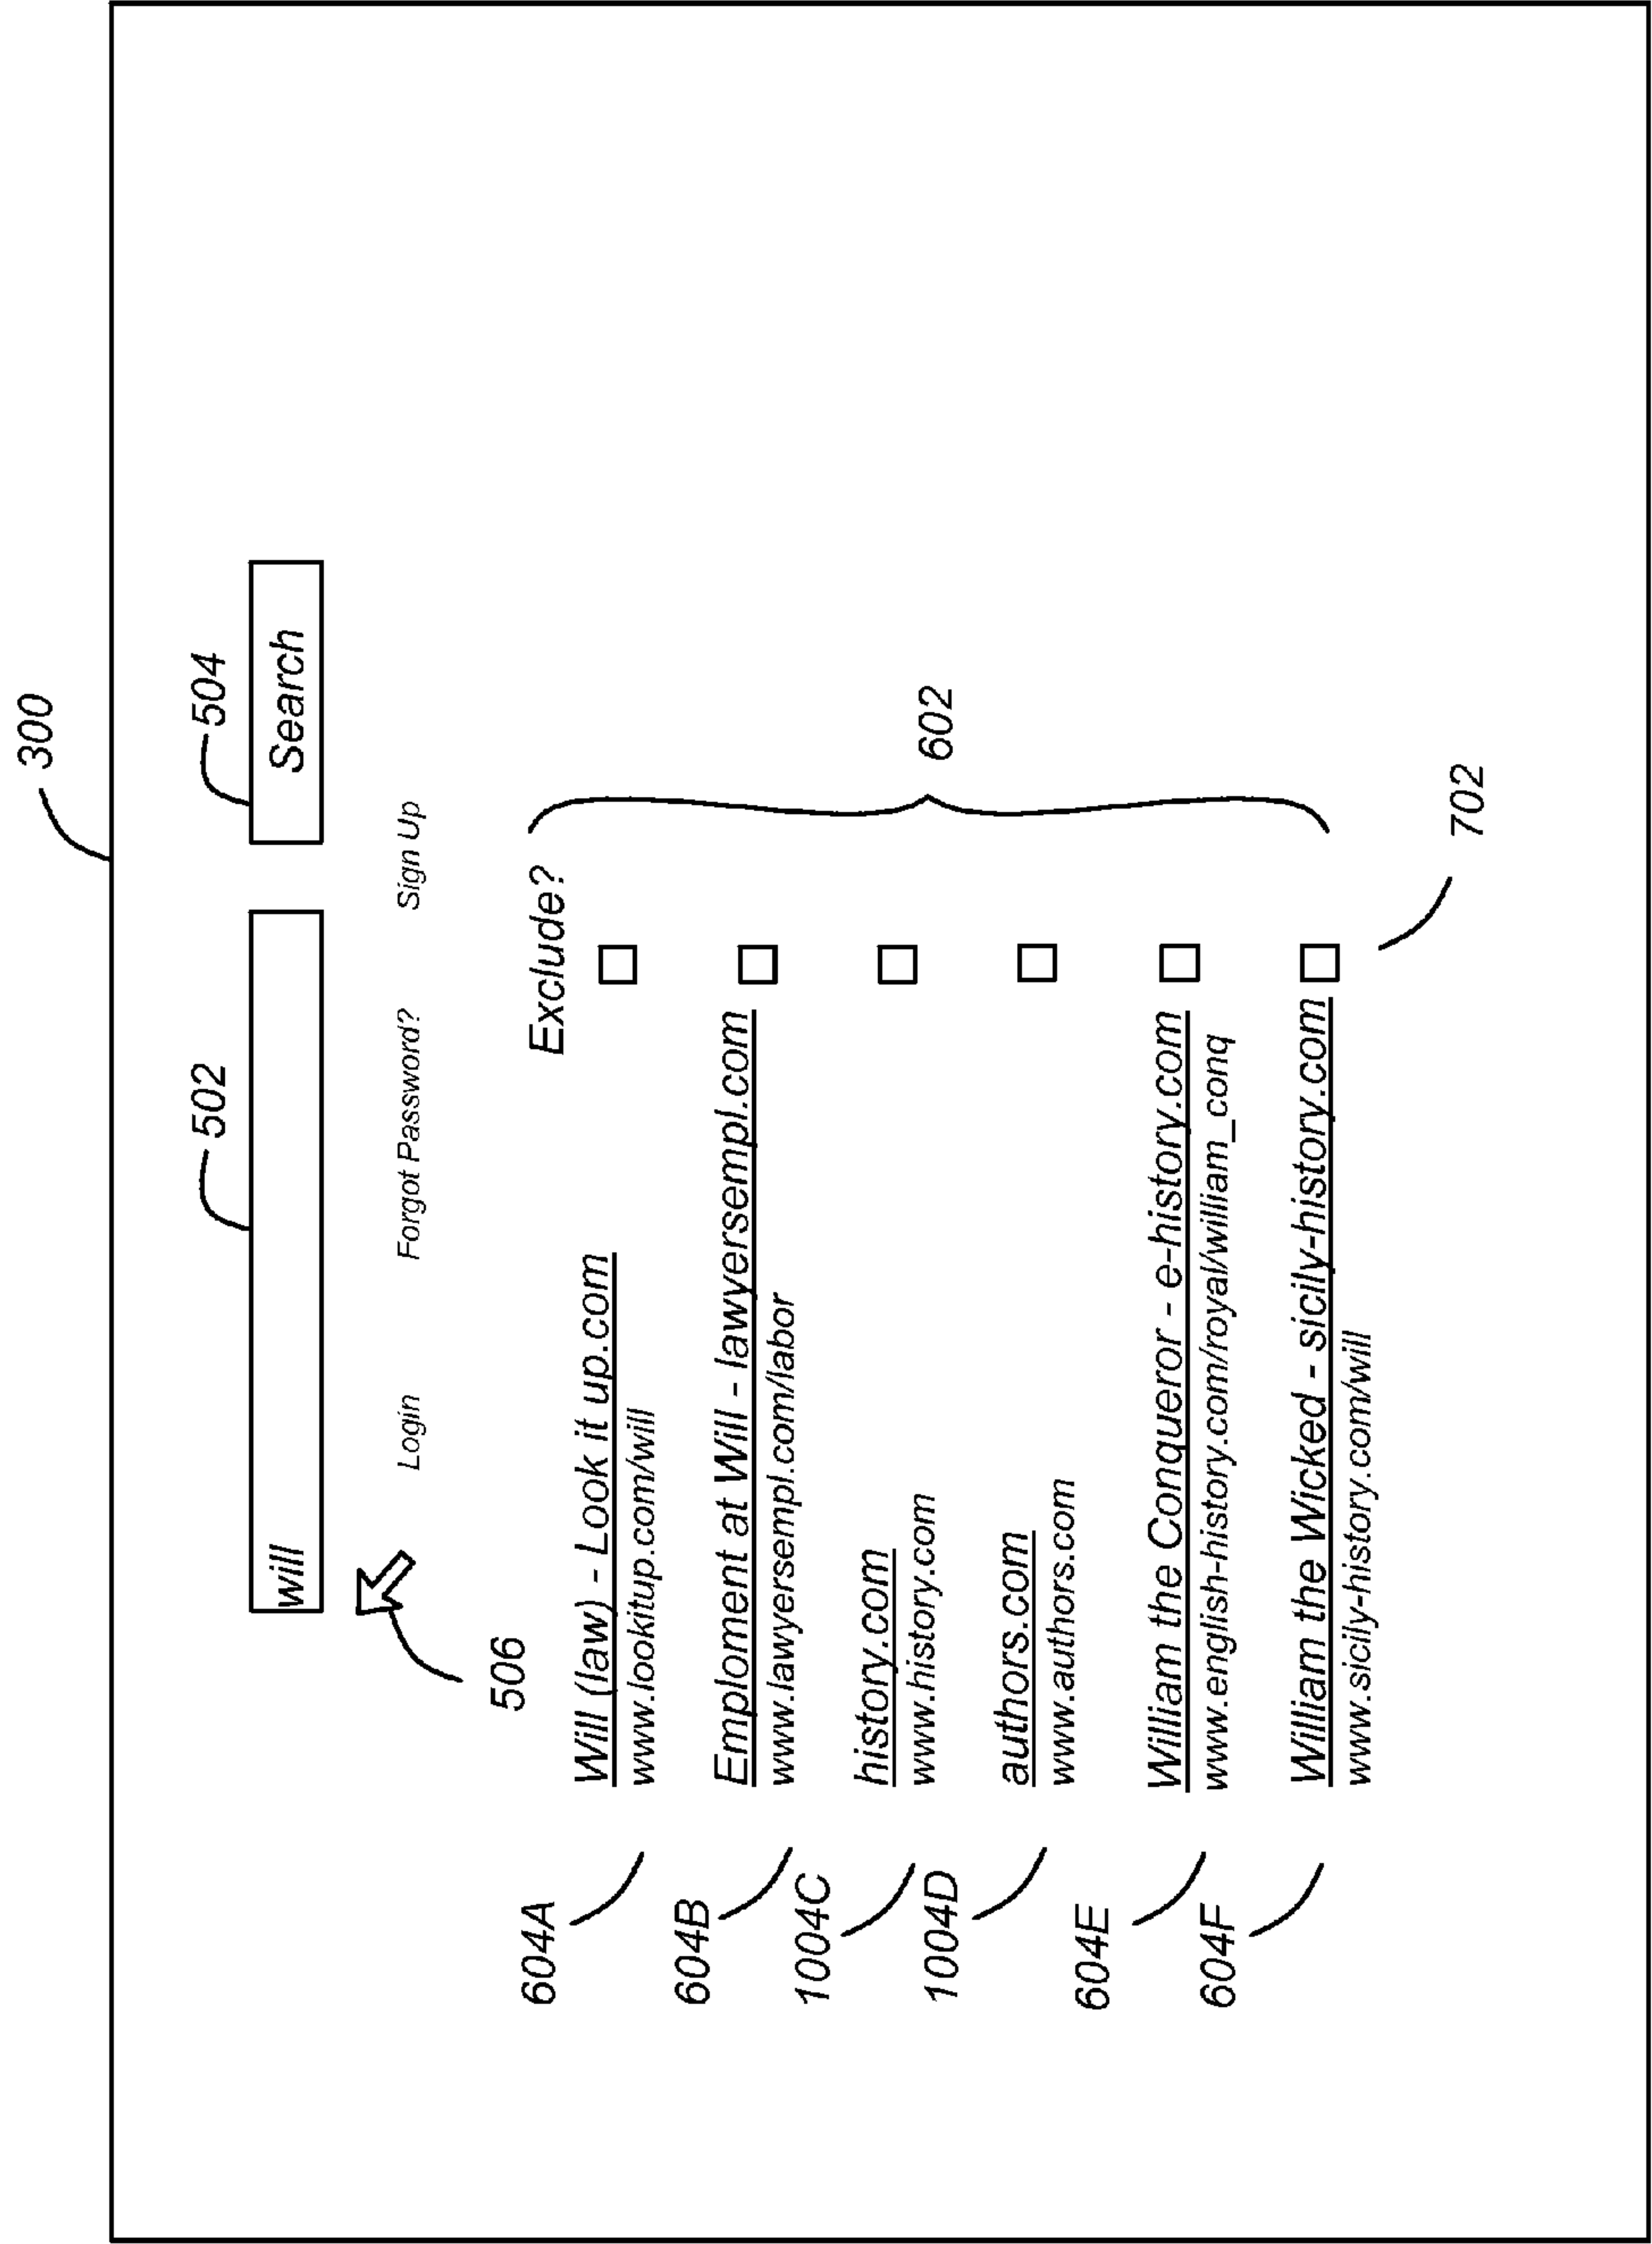 300
502
504
will
Search
506
Login
Forgot Password?
Sign Up
Exclude?
604A
Will (law) - Look it up.com
www.lookitup.com/will
604B
Emploment at Will - lawyersempl.com
www.lawyersempl.com/labor
602
1004C
history.com
www.history.com
1004D
authors.com
www.authors.com
604E
William the Conqueror - e-history.com
www.english-history.com/royal/william_conq
604F
William the Wicked - sicily-history.com
www.sicily-history.com/will
702